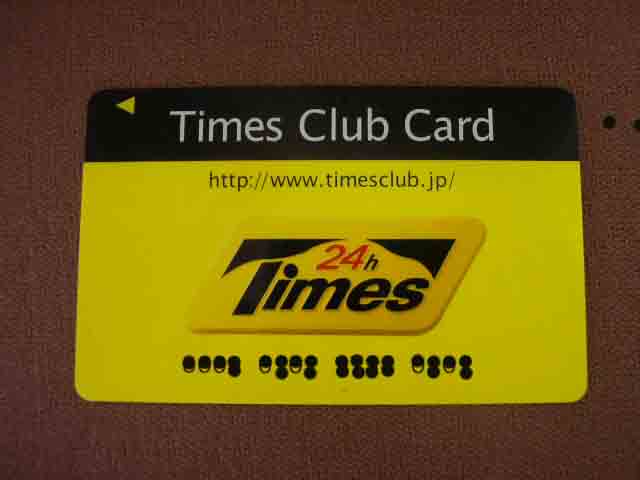 Times Club Card
http://www.timesclub.jp/
24h
Times